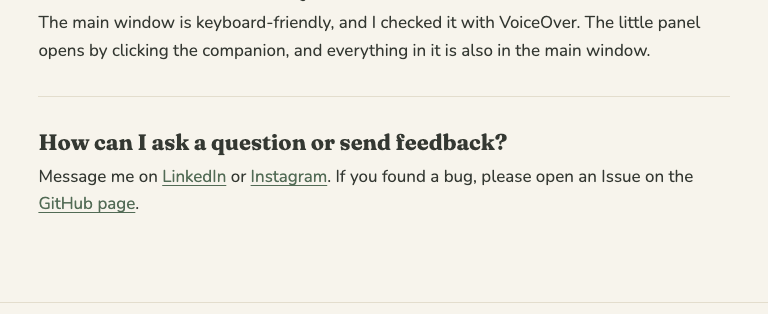 The main window is keyboard-friendly, and I checked it with VoiceOver. The little panel
opens by clicking the companion, and everything in it is also in the main window.
How can I ask a question or send feedback?
Message me on LinkedIn or Instagram. If you found a bug, please open an Issue on the
GitHub page.